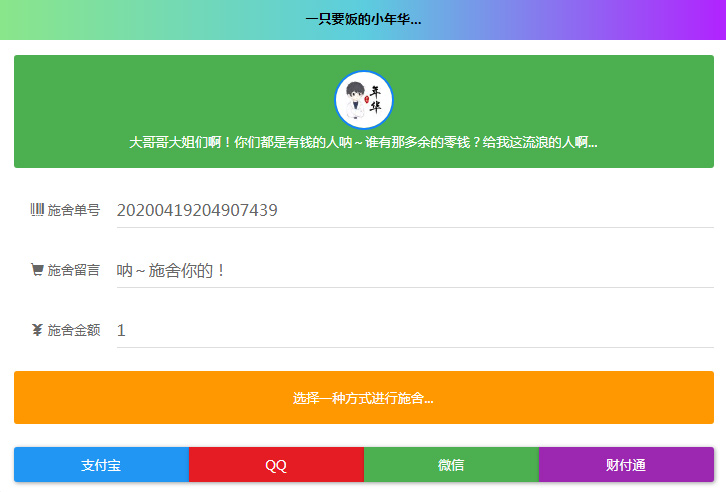 一只要饭的小年华...
年华
大哥哥大姐们啊！你们都是有钱的人呐～谁有那多余的零钱？给我这流浪的人啊...
施舍单号 20200419204907439
施舍留言 呐～施舍你的！
施舍金额 1
选择一种方式进行施舍...
支付宝 QQ 微信 财付通